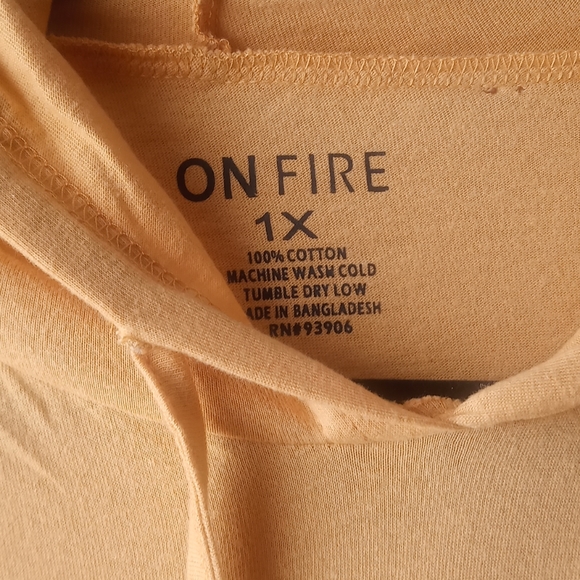 ON FIRE
1X
100% COTTON
MACHINE WASH COLD
TUMBLE DRY LOW
ADE IN BANGLADESH
RN#93906